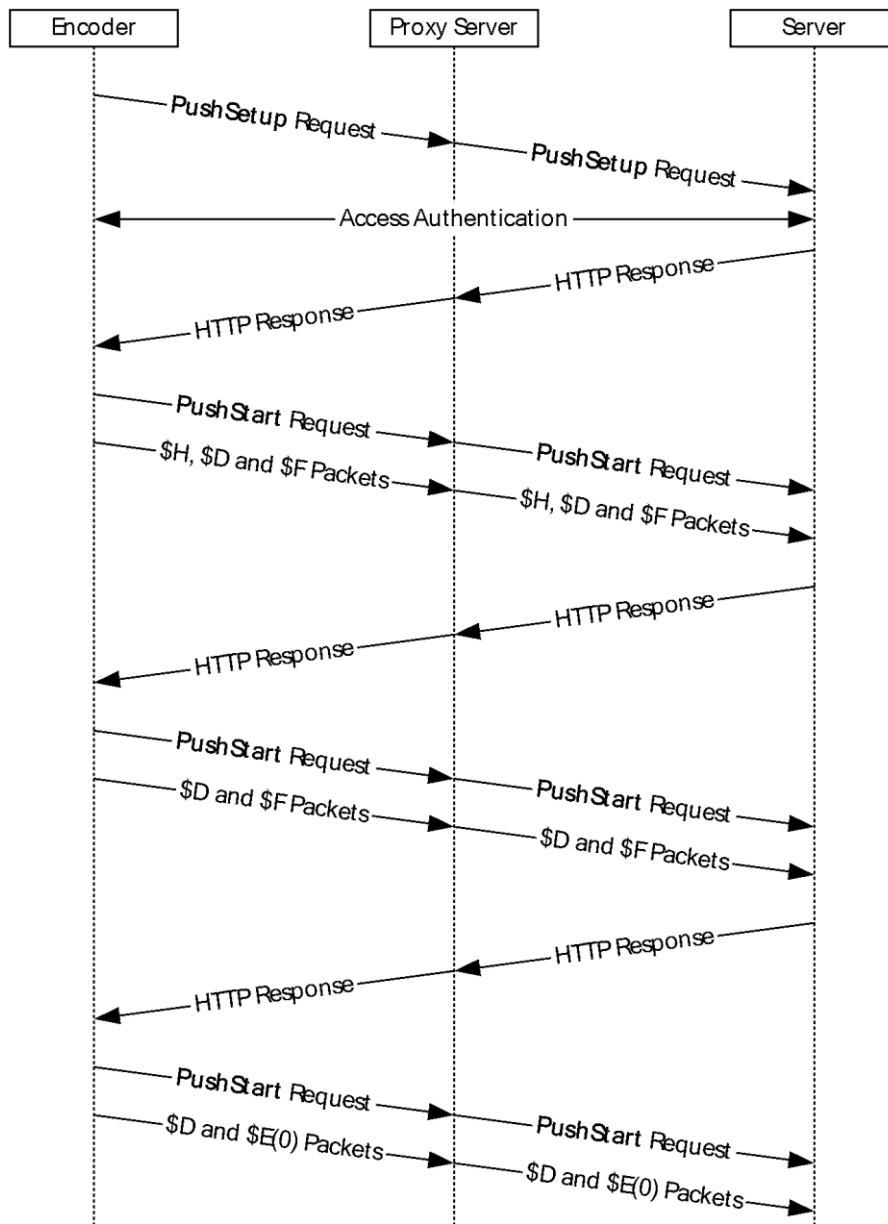 Encoder
Proxy Server
Server
PushSetup Request
PushSetup Request
Access Authentication
HTTP Response
HTTP Response
PushStart Request
PushStart Request
$H, $D and $F Packets
$H, $D and $F Packets
HTTP Response
HTTP Response
PushStart Request
PushStart Request
$D and $F Packets
$D and $F Packets
HTTP Response
HTTP Response
PushStart Request
PushStart Request
$D and $E(0) Packets
$D and $E(0) Packets